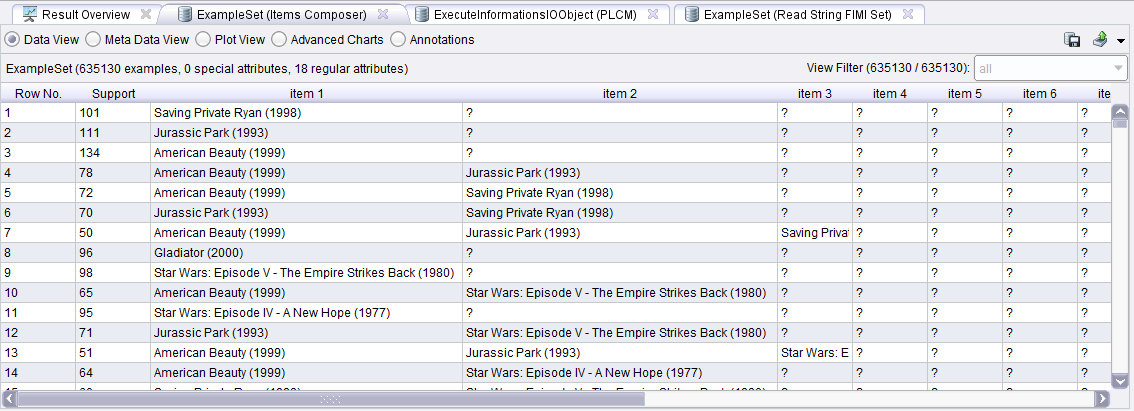 Result Overview ExampleSet (Items Composer) ExecuteInformationsIOObject (PLCM) ExampleSet (Read String FIMI Set)
Data View Meta Data View Plot View Advanced Charts Annotations
ExampleSet (635130 examples, 0 special attributes, 18 regular attributes) View Filter (635130 / 635130): all
Row No. Support item 1 item 2 item 3 item 4 item 5 item 6 ite
1 101 Saving Private Ryan (1998) ? ? ? ? ? ?
2 111 Jurassic Park (1993) ? ? ? ? ? ?
3 134 American Beauty (1999) ? ? ? ? ? ?
4 78 American Beauty (1999) Jurassic Park (1993) ? ? ? ? ?
5 72 American Beauty (1999) Saving Private Ryan (1998) ? ? ? ? ?
6 70 Jurassic Park (1993) Saving Private Ryan (1998) ? ? ? ? ?
7 50 American Beauty (1999) Jurassic Park (1993) Saving Privat ? ? ? ?
8 96 Gladiator (2000) ? ? ? ? ? ?
9 98 Star Wars: Episode V - The Empire Strikes Back (1980) ? ? ? ? ? ?
10 65 American Beauty (1999) Star Wars: Episode V - The Empire Strikes Back (1980) ? ? ? ? ?
11 95 Star Wars: Episode IV - A New Hope (1977) ? ? ? ? ? ?
12 71 Jurassic Park (1993) Star Wars: Episode V - The Empire Strikes Back (1980) ? ? ? ? ?
13 51 American Beauty (1999) Jurassic Park (1993) Star Wars: E ? ? ? ?
14 64 American Beauty (1999) Star Wars: Episode IV - A New Hope (1977) ? ? ? ? ?